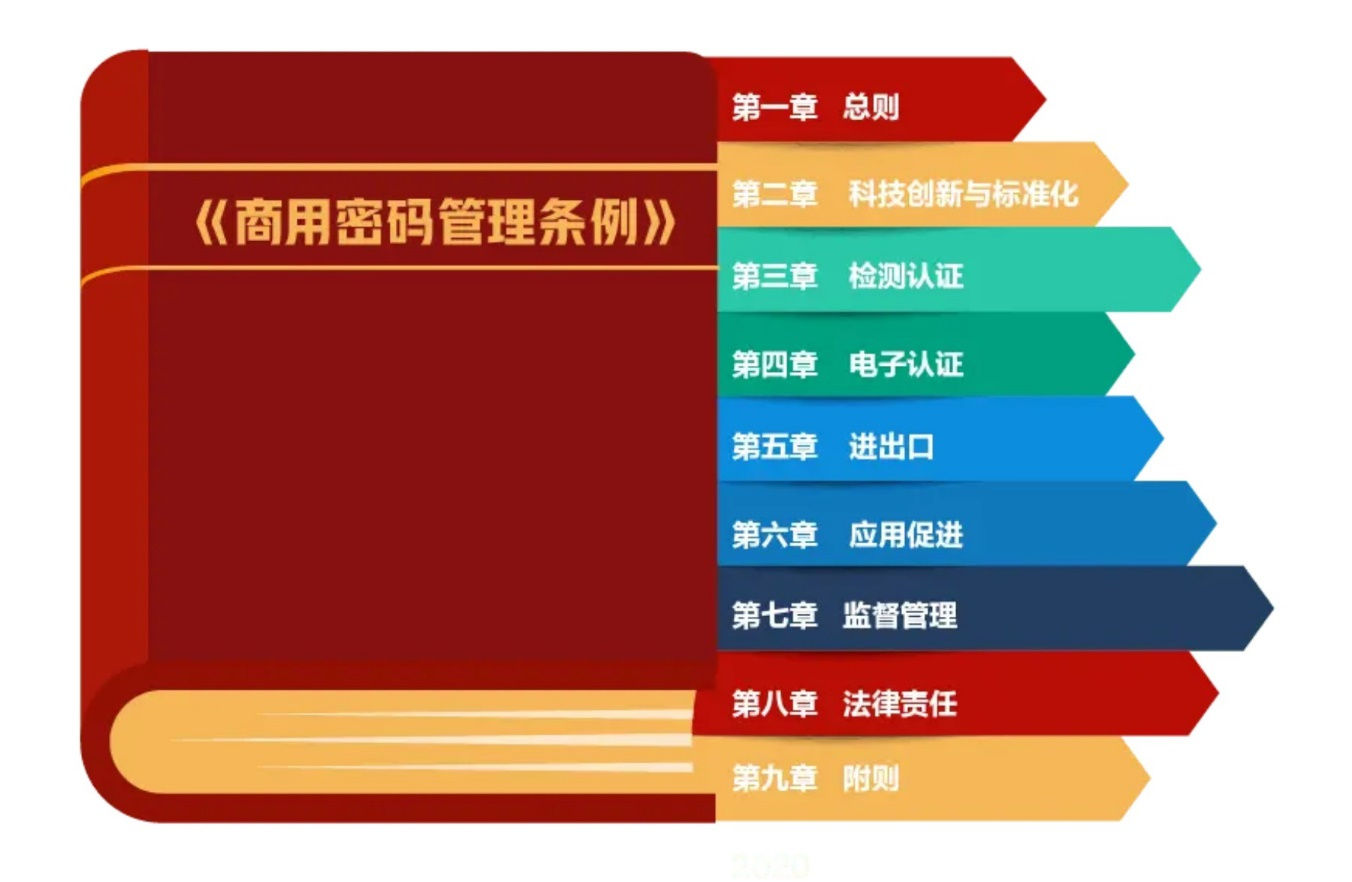 《商用密码管理条例》
第一章 总则
第二章 科技创新与标准化
第三章 检测认证
第四章 电子认证
第五章 进出口
第六章 应用促进
第七章 监督管理
第八章 法律责任
第九章 附则
2020